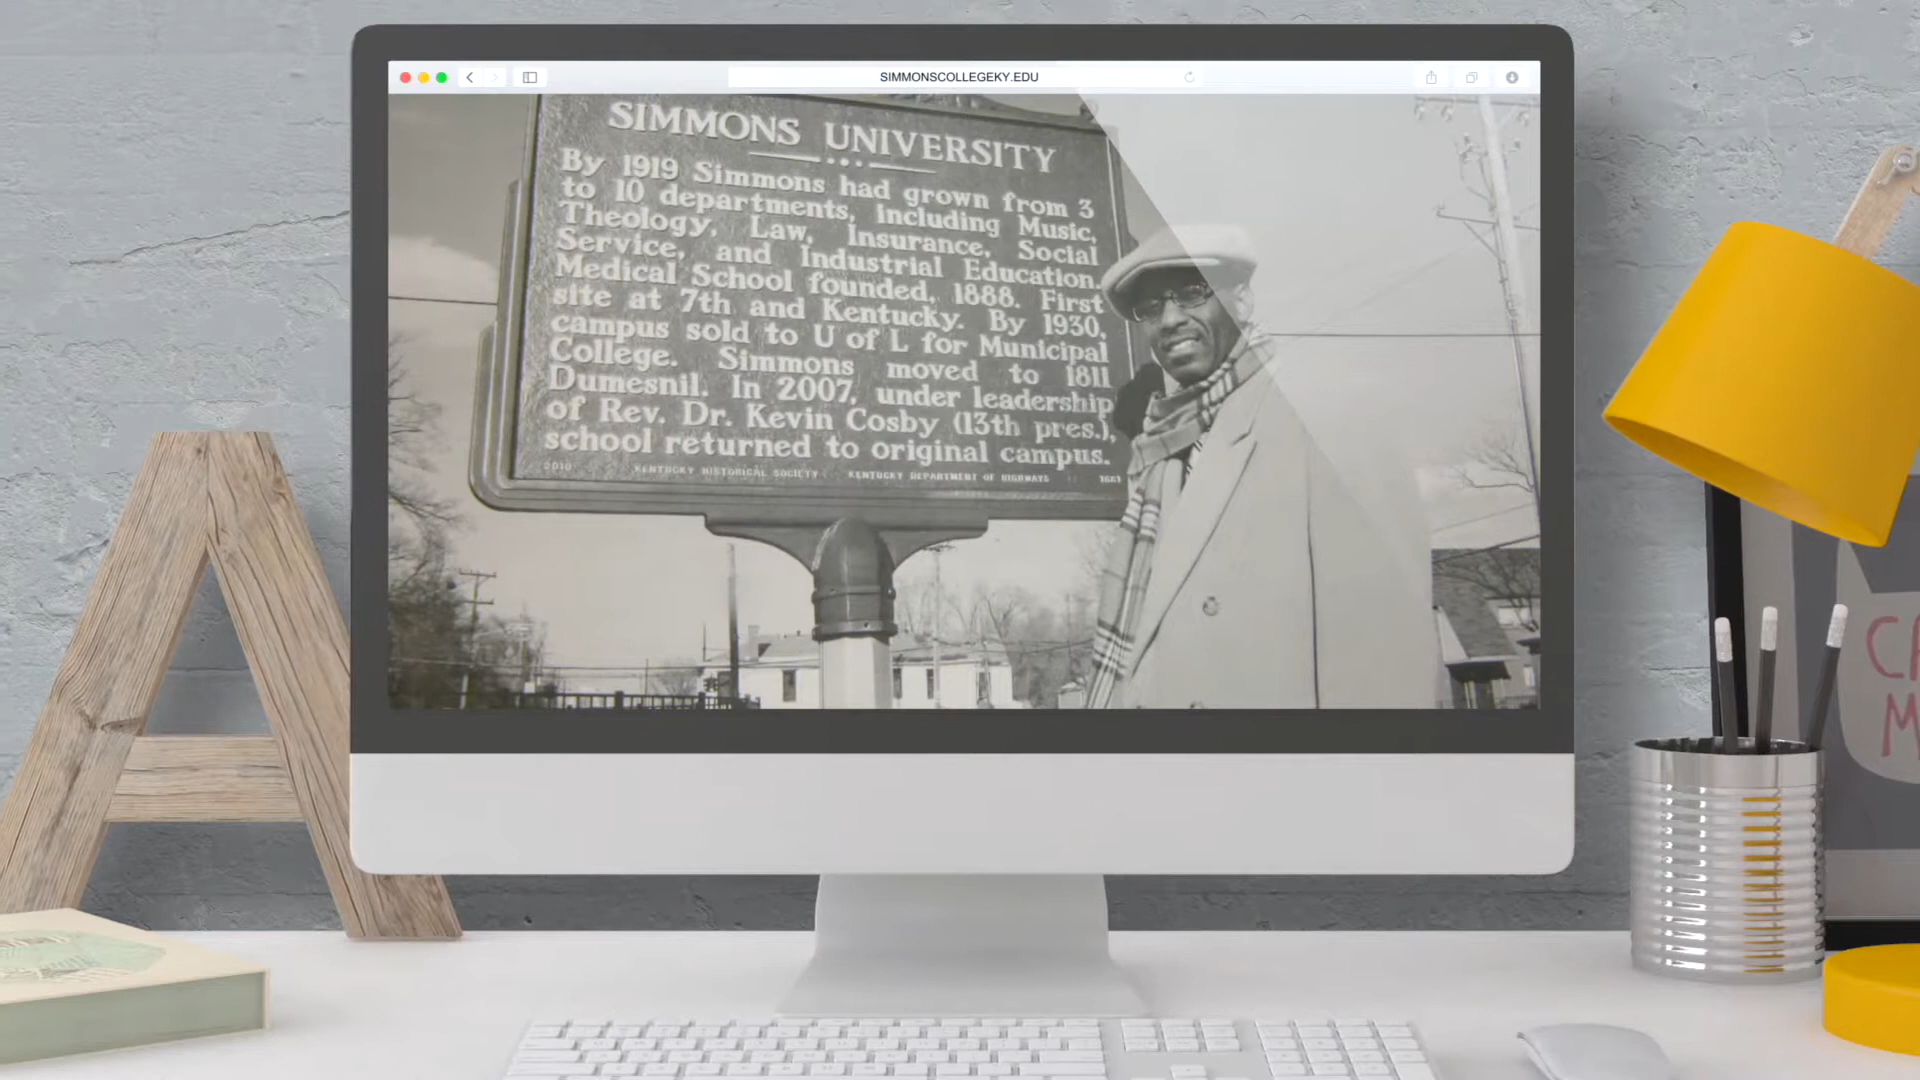 SIMMONSCOLLEGEKY.EDU
SIMMONS UNIVERSITY
By 1919 Simmons had grown from 3
to 10 departments, including Music,
Theology, Law, Insurance, Social
Service, and Industrial Education.
Medical School founded, 1888. First
site at 7th and Kentucky. By 1930,
campus sold to U of L for Municipal
College. Simmons moved to 1811
Dumesnil. In 2007, under leadership
of Rev. Dr. Kevin Cosby (13th pres.),
school returned to original campus.
2010 KENTUCKY HISTORICAL SOCIETY KENTUCKY DEPARTMENT OF HIGHWAYS
A